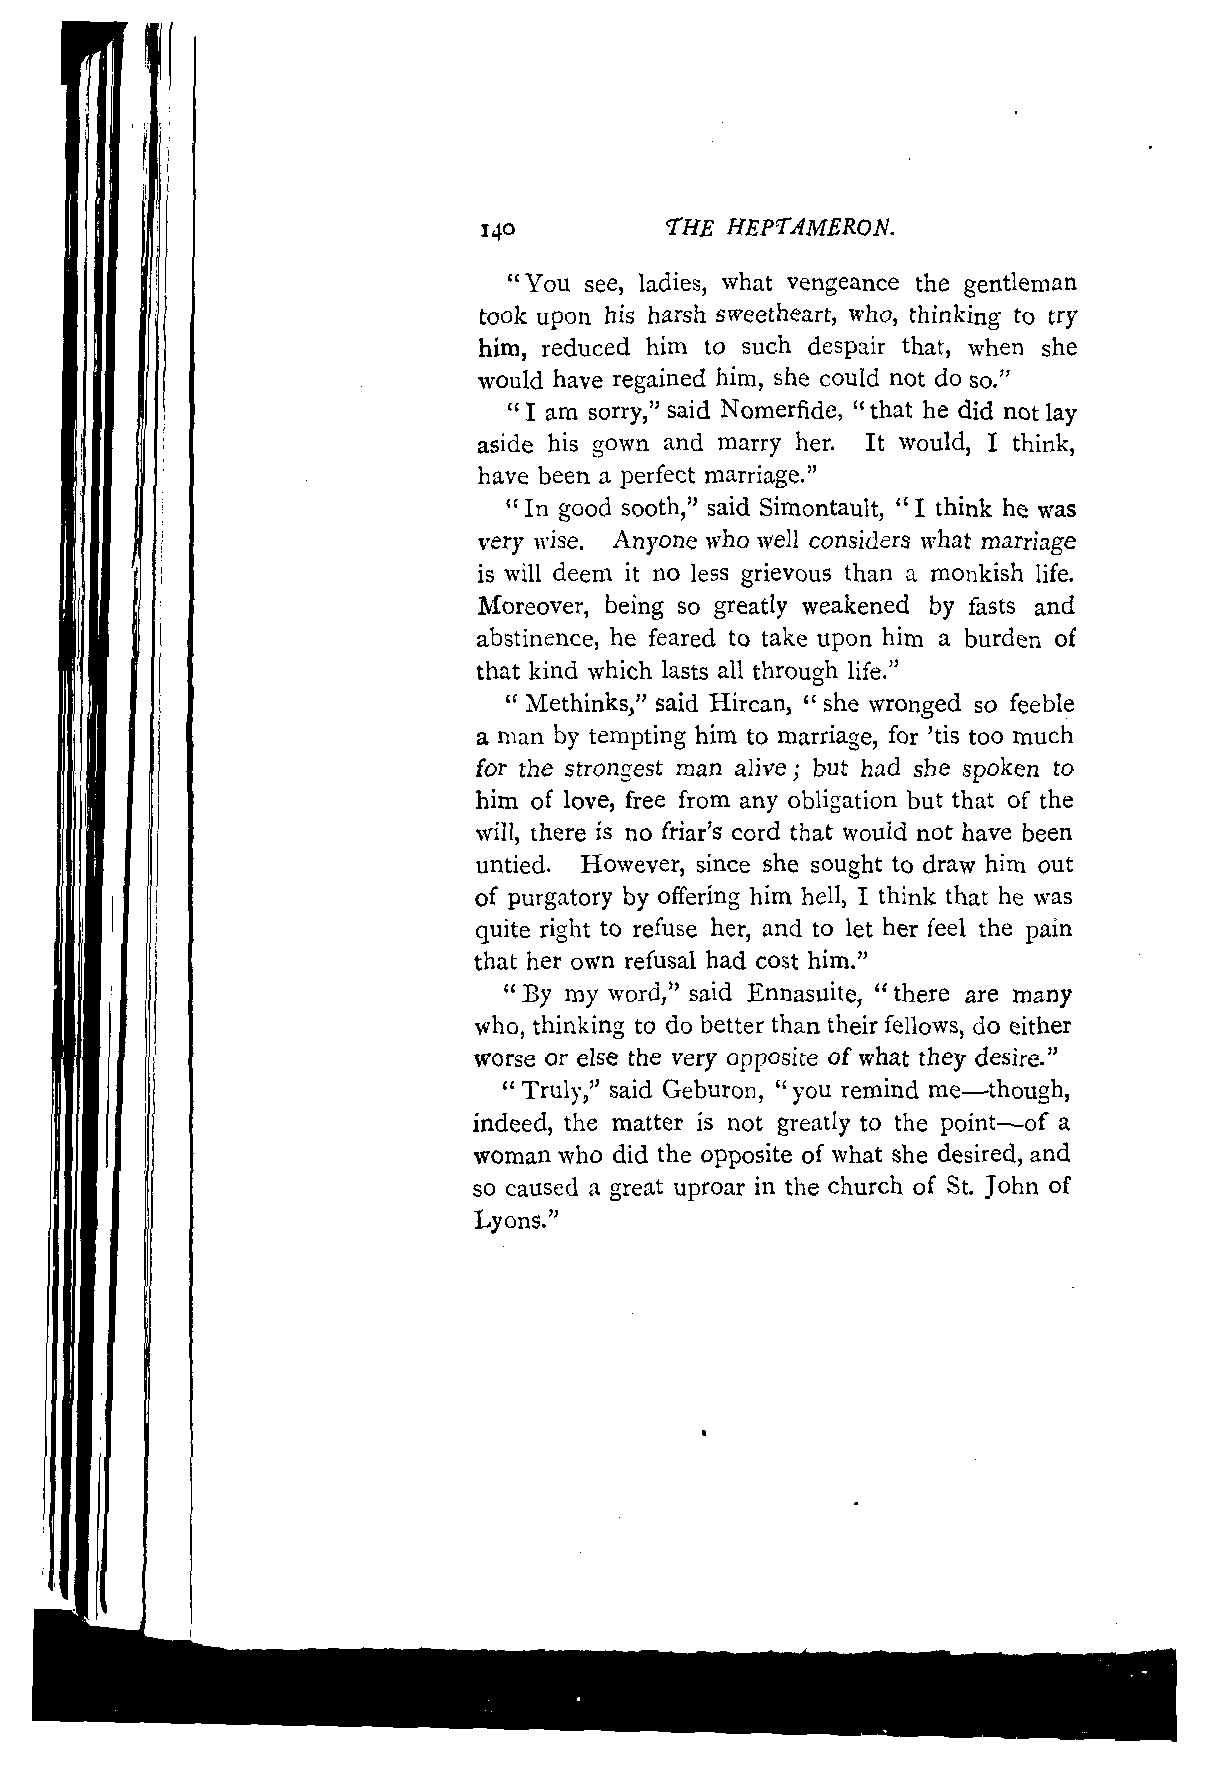 140 THE HEPTAMERON.
“You see, ladies, what vengeance the gentleman
took upon his harsh sweetheart, who, thinking to try
him, reduced him to such despair that, when she
would have regained him, she could not do so.”
“I am sorry,” said Nomerfide, “that he did not lay
aside his gown and marry her. It would, I think,
have been a perfect marriage.”
“In good sooth,” said Simontault, “I think he was
very wise. Anyone who well considers what marriage
is will deem it no less grievous than a monkish life.
Moreover, being so greatly weakened by fasts and
abstinence, he feared to take upon him a burden of
that kind which lasts all through life.”
“Methinks,” said Hircan, “she wronged so feeble
a man by tempting him to marriage, for ’tis too much
for the strongest man alive; but had she spoken to
him of love, free from any obligation but that of the
will, there is no friar’s cord that would not have been
untied. However, since she sought to draw him out
of purgatory by offering him hell, I think that he was
quite right to refuse her, and to let her feel the pain
that her own refusal had cost him.”
“By my word,” said Ennasuite, “there are many
who, thinking to do better than their fellows, do either
worse or else the very opposite of what they desire.”
“Truly,” said Geburon, “you remind me—though,
indeed, the matter is not greatly to the point—of a
woman who did the opposite of what she desired, and
so caused a great uproar in the church of St. John of
Lyons.”